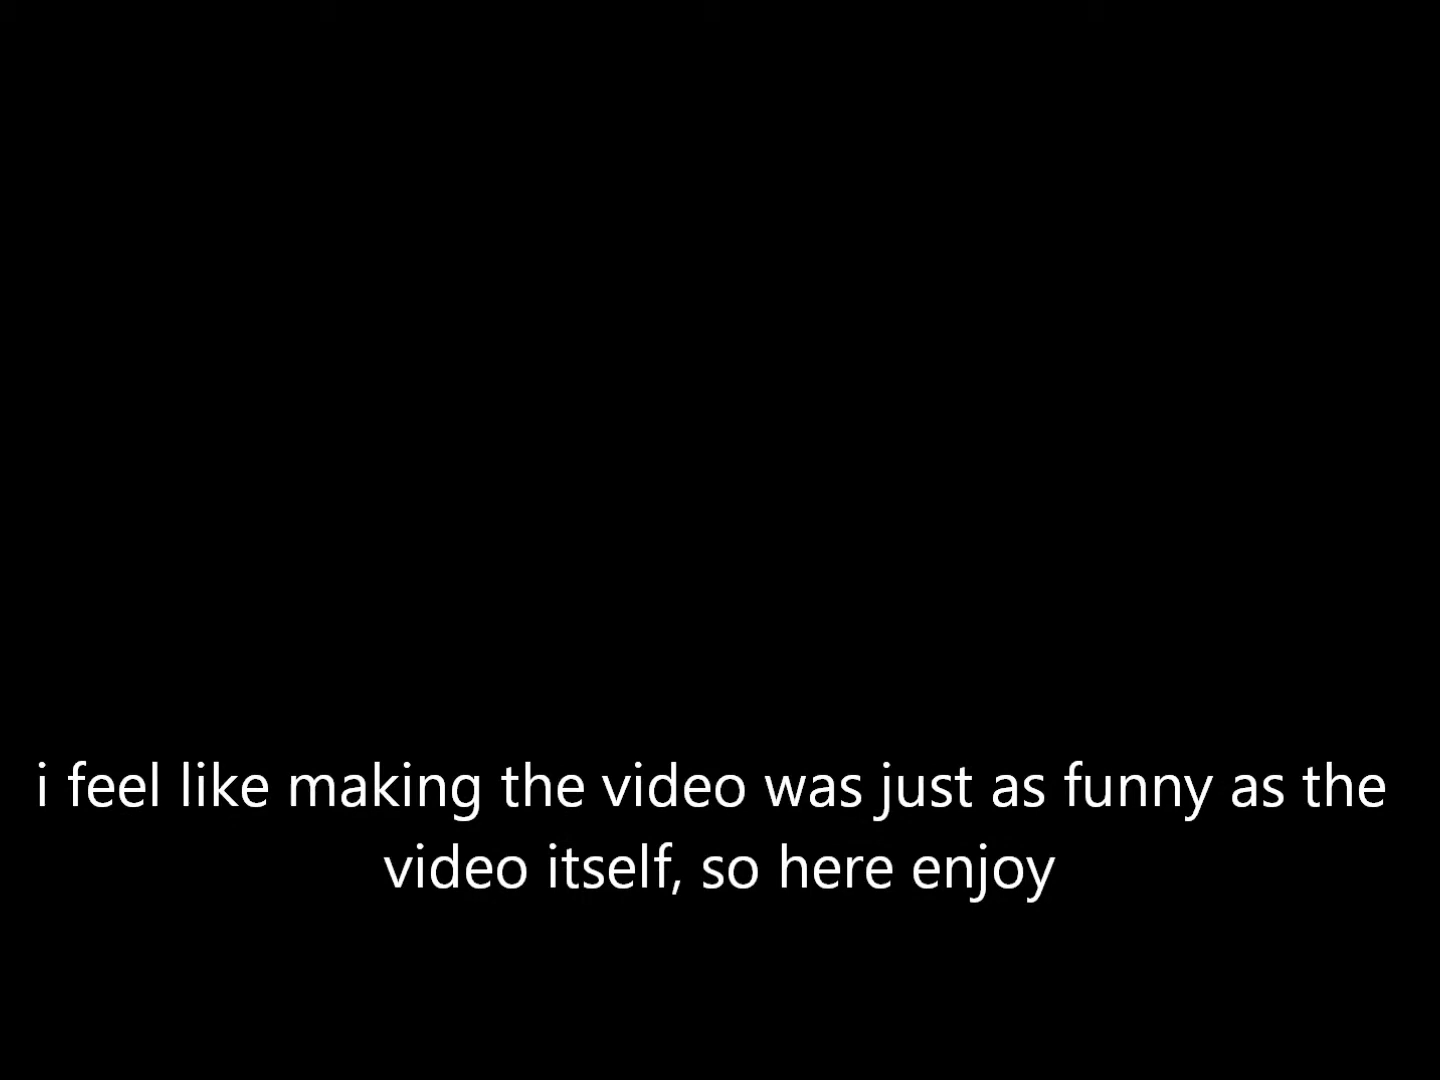 i feel like making the video was just as funny as the
video itself, so here enjoy